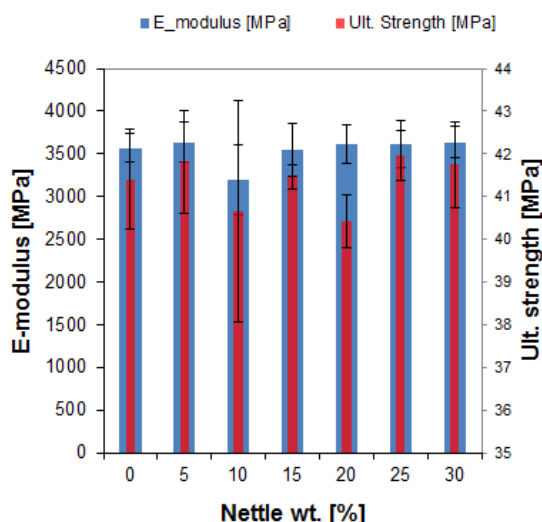 E_modulus [MPa] Ult. Strength [MPa]
4500 44
4000 43
3500 42
3000 41
2500 40
2000 39
1500 38
1000 37
500 36
0 35
E-modulus [MPa]
Ult. strength [MPa]
0 5 10 15 20 25 30
Nettle wt. [%]